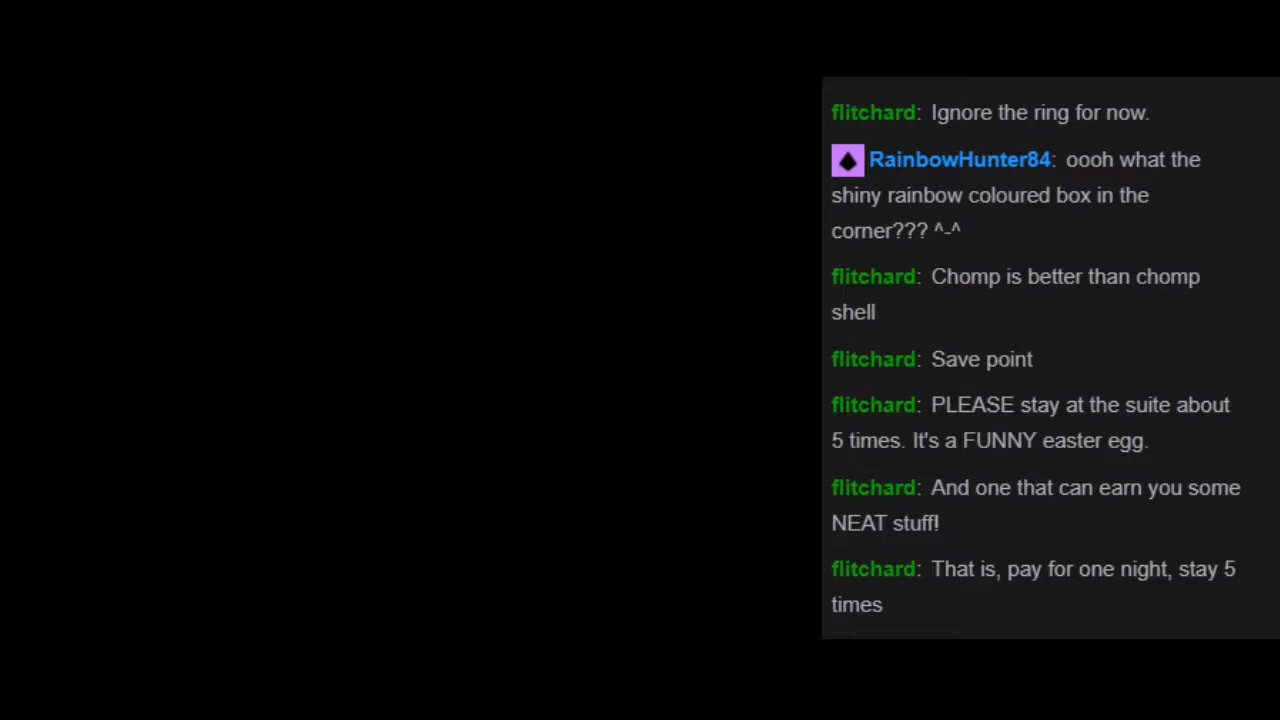 flitchard: Ignore the ring for now.
RainbowHunter84: oooh what the
shiny rainbow coloured box in the
corner??? ^-^
flitchard: Chomp is better than chomp
shell
flitchard: Save point
flitchard: PLEASE stay at the suite about
5 times. It's a FUNNY easter egg.
flitchard: And one that can earn you some
NEAT stuff!
flitchard: That is, pay for one night, stay 5
times